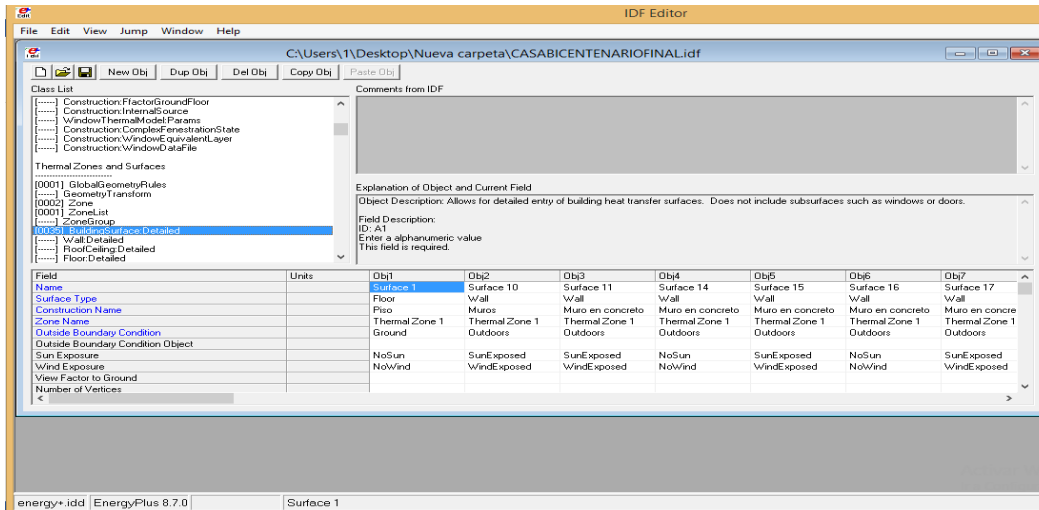 IDF Editor
File Edit View Jump Window Help
C:\Users\1\Desktop\Nueva carpeta\CASABICENTENARIOFINAL.idf
New Obj Dup Obj Del Obj Copy Obj Paste Obj
Class List
[------] Construction:FfactorGroundFloor
[------] Construction:InternalSource
[------] WindowThermalModel:Params
[------] Construction:ComplexFenestrationState
[------] Construction:WindowEquivalentLayer
[------] Construction:WindowDataFile
Thermal Zones and Surfaces
--------------------------
[0001] GlobalGeometryRules
[------] GeometryTransform
[0002] Zone
[0001] ZoneList
[------] ZoneGroup
[0035] BuildingSurface:Detailed
[------] Wall:Detailed
[------] RoofCeiling:Detailed
[------] Floor:Detailed
Comments from IDF
Explanation of Object and Current Field
Object Description: Allows for detailed entry of building heat transfer surfaces. Does not include subsurfaces such as windows or doors.
Field Description:
ID: A1
Enter a alphanumeric value
This field is required.
Field Units Obj1 Obj2 Obj3 Obj4 Obj5 Obj6 Obj7
Name Surface 1 Surface 10 Surface 11 Surface 14 Surface 15 Surface 16 Surface 17
Surface Type Floor Wall Wall Wall Wall Wall Wall
Construction Name Piso Muros Muro en concreto Muro en concreto Muro en concreto Muro en concreto Muro en concre
Zone Name Thermal Zone 1 Thermal Zone 1 Thermal Zone 1 Thermal Zone 1 Thermal Zone 1 Thermal Zone 1 Thermal Zone 1
Outside Boundary Condition Ground Outdoors Outdoors Outdoors Outdoors Outdoors Outdoors
Outside Boundary Condition Object
Sun Exposure NoSun SunExposed SunExposed NoSun SunExposed NoSun SunExposed
Wind Exposure NoWind WindExposed WindExposed NoWind WindExposed NoWind WindExposed
View Factor to Ground
Number of Vertices
energy+.idd EnergyPlus 8.7.0 Surface 1